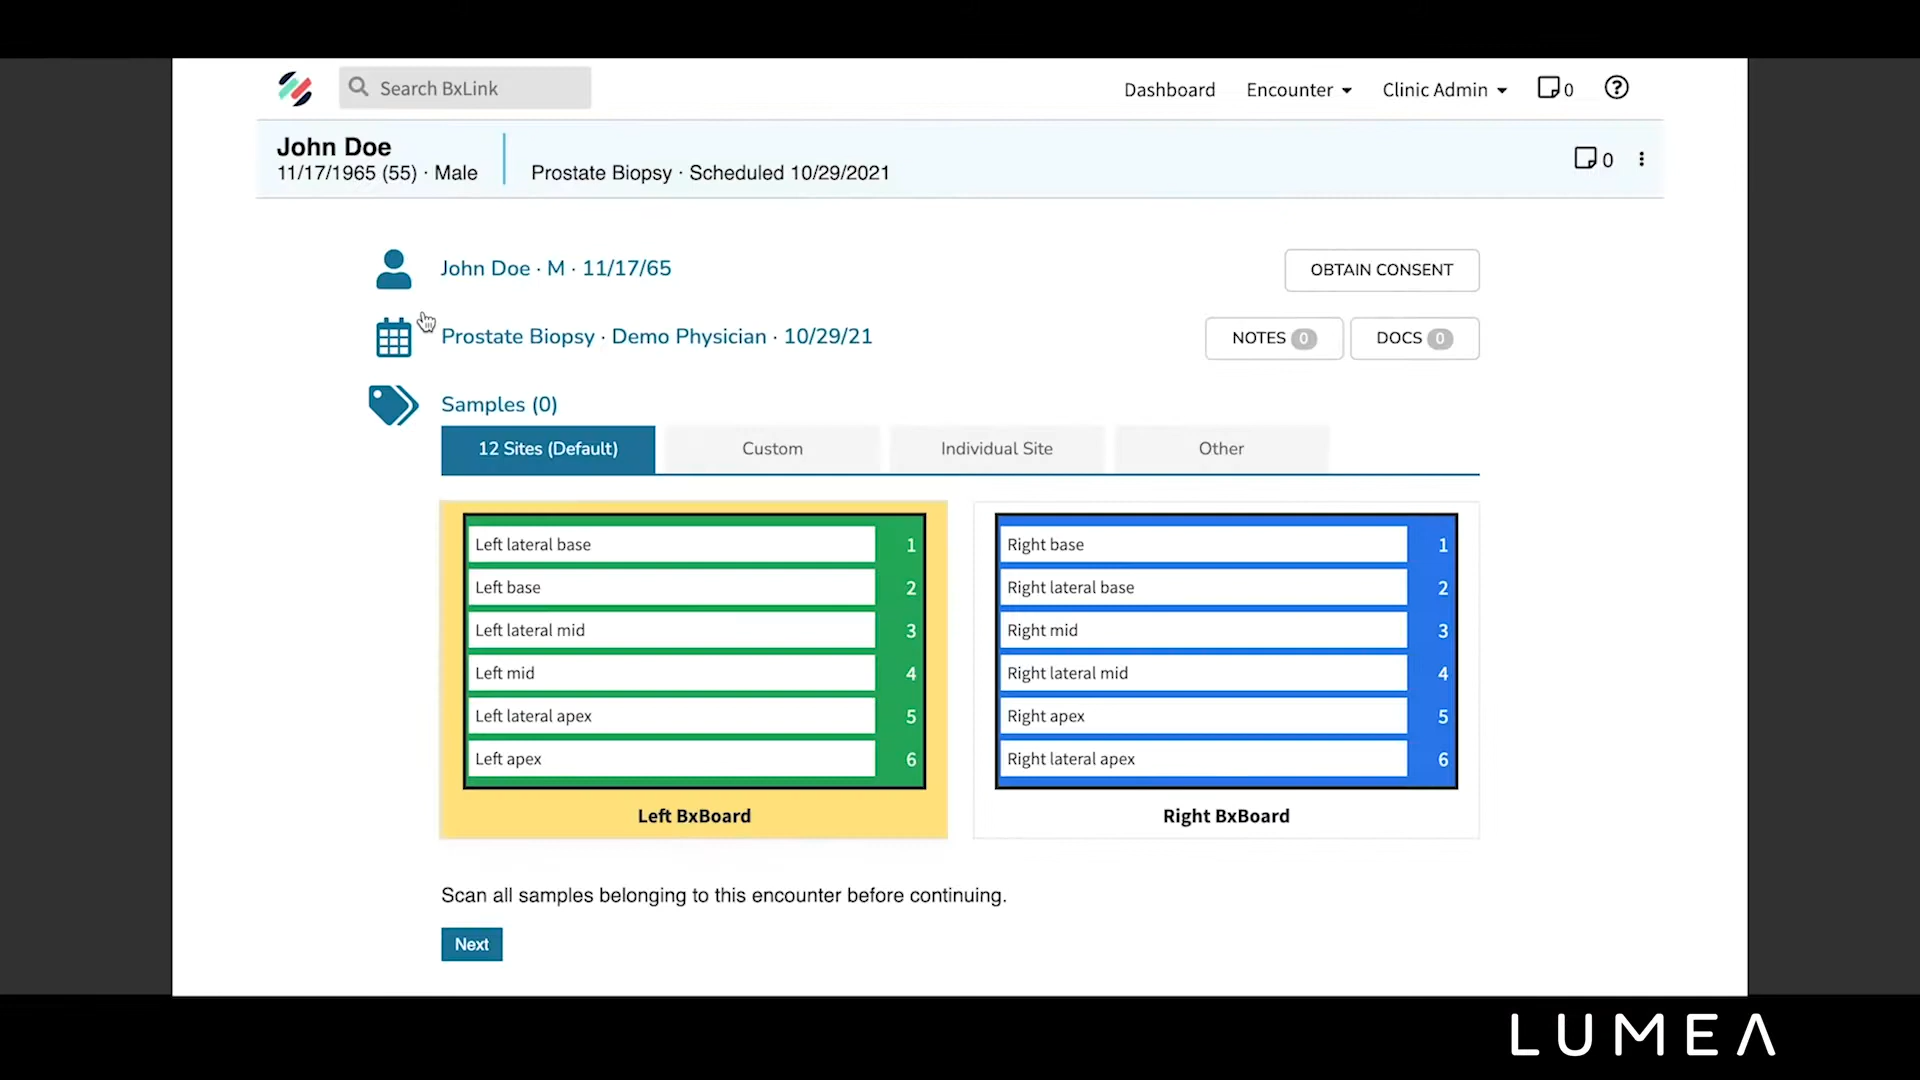 Search BxLink
Dashboard Encounter Clinic Admin 0 ?
John Doe
11/17/1965 (55) · Male
Prostate Biopsy · Scheduled 10/29/2021
0
John Doe · M · 11/17/65
OBTAIN CONSENT
Prostate Biopsy · Demo Physician · 10/29/21
NOTES 0 DOCS 0
Samples (0)
12 Sites (Default) Custom Individual Site Other
Left lateral base 1
Left base 2
Left lateral mid 3
Left mid 4
Left lateral apex 5
Left apex 6
Left BxBoard
Right base 1
Right lateral base 2
Right mid 3
Right lateral mid 4
Right apex 5
Right lateral apex 6
Right BxBoard
Scan all samples belonging to this encounter before continuing.
Next
LUMEA